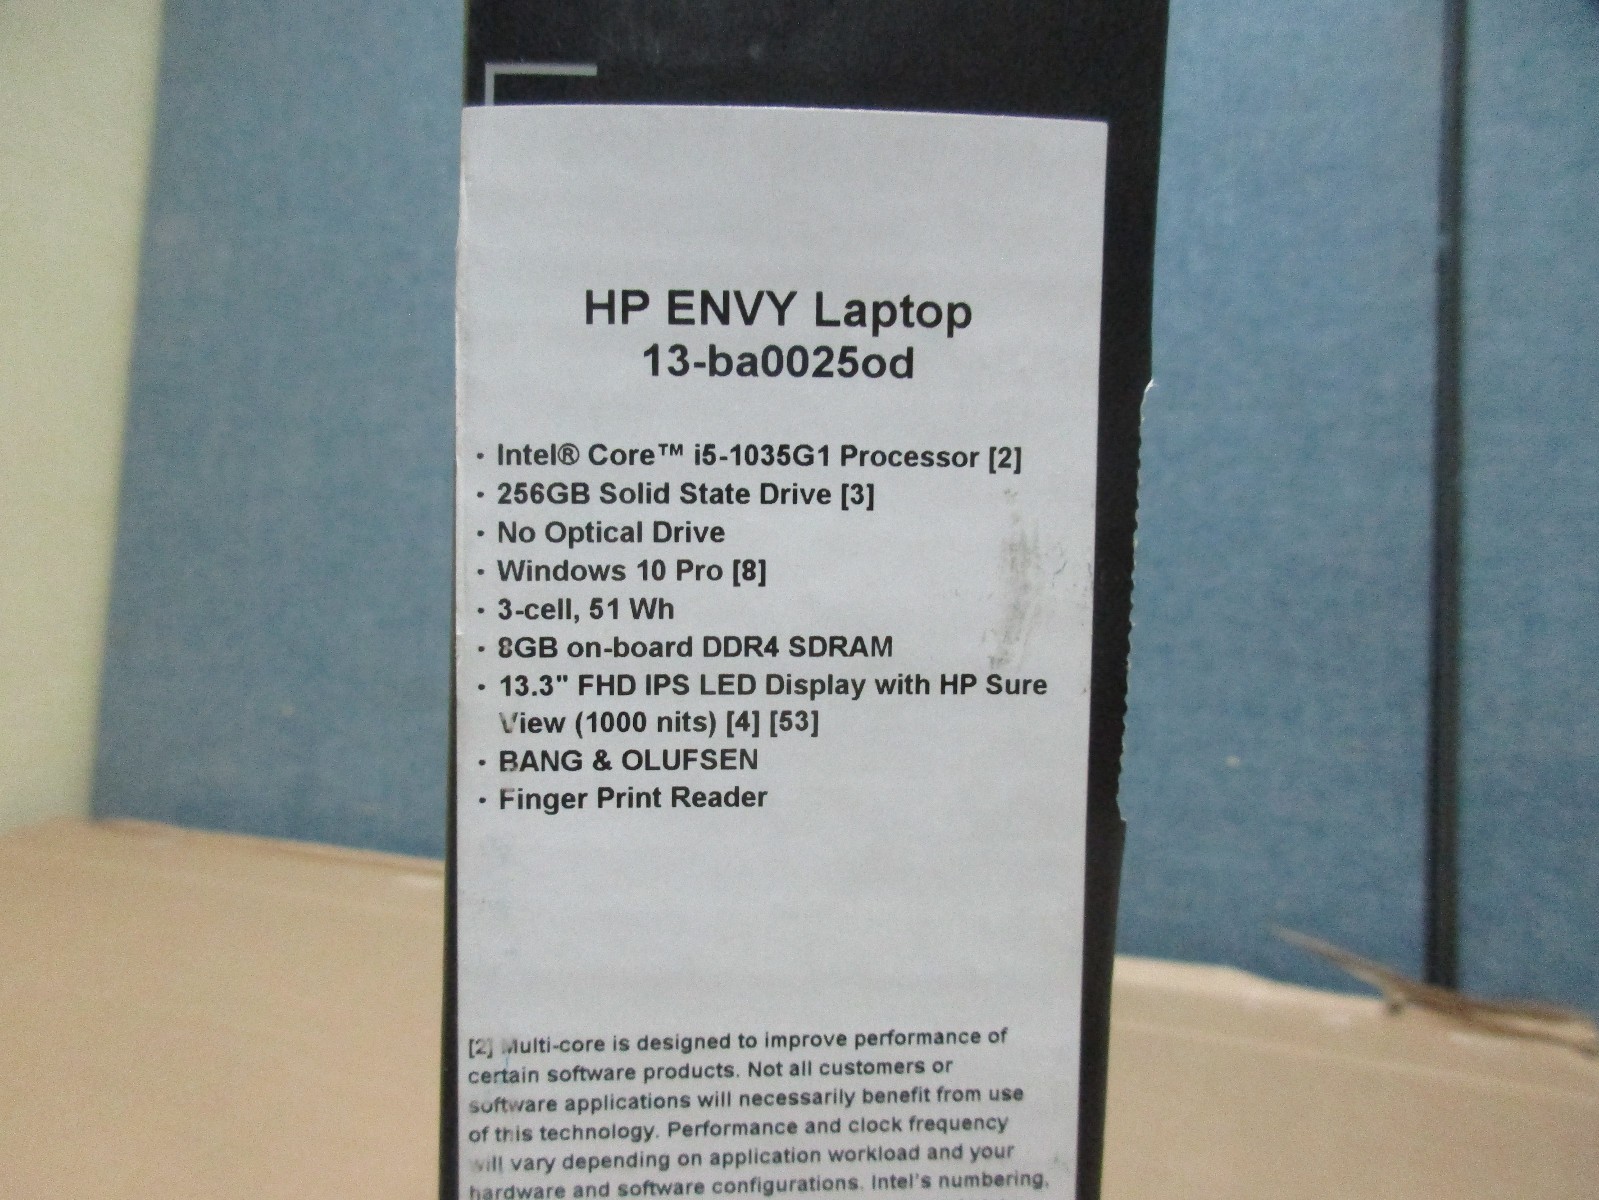 HP ENVY Laptop
13-ba0025od
· Intel® Core™ i5-1035G1 Processor [2]
· 256GB Solid State Drive [3]
· No Optical Drive
· Windows 10 Pro [8]
· 3-cell, 51 Wh
· 8GB on-board DDR4 SDRAM
· 13.3" FHD IPS LED Display with HP Sure
View (1000 nits) [4] [53]
· BANG & OLUFSEN
· Finger Print Reader
[2] Multi-core is designed to improve performance of
certain software products. Not all customers or
software applications will necessarily benefit from use
of this technology. Performance and clock frequency
will vary depending on application workload and your
hardware and software configurations. Intel's numbering,